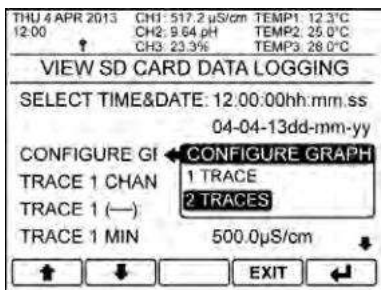 THU 4 APR 2013 CH1: 517.2 µS/cm TEMP1: 12.3°C
12:00 CH2: 9.64 pH TEMP2: 25.0°C
CH3: 23.3% TEMP3: 28.0°C
VIEW SD CARD DATA LOGGING
SELECT TIME&DATE: 12.00:00hh:mm.ss
04-04-13dd-mm-yy
CONFIGURE GI CONFIGURE GRAPH
TRACE 1 CHAN 1 TRACE
TRACE 1 (—): 2 TRACES
TRACE 1 MIN 500.0µS/cm
EXIT